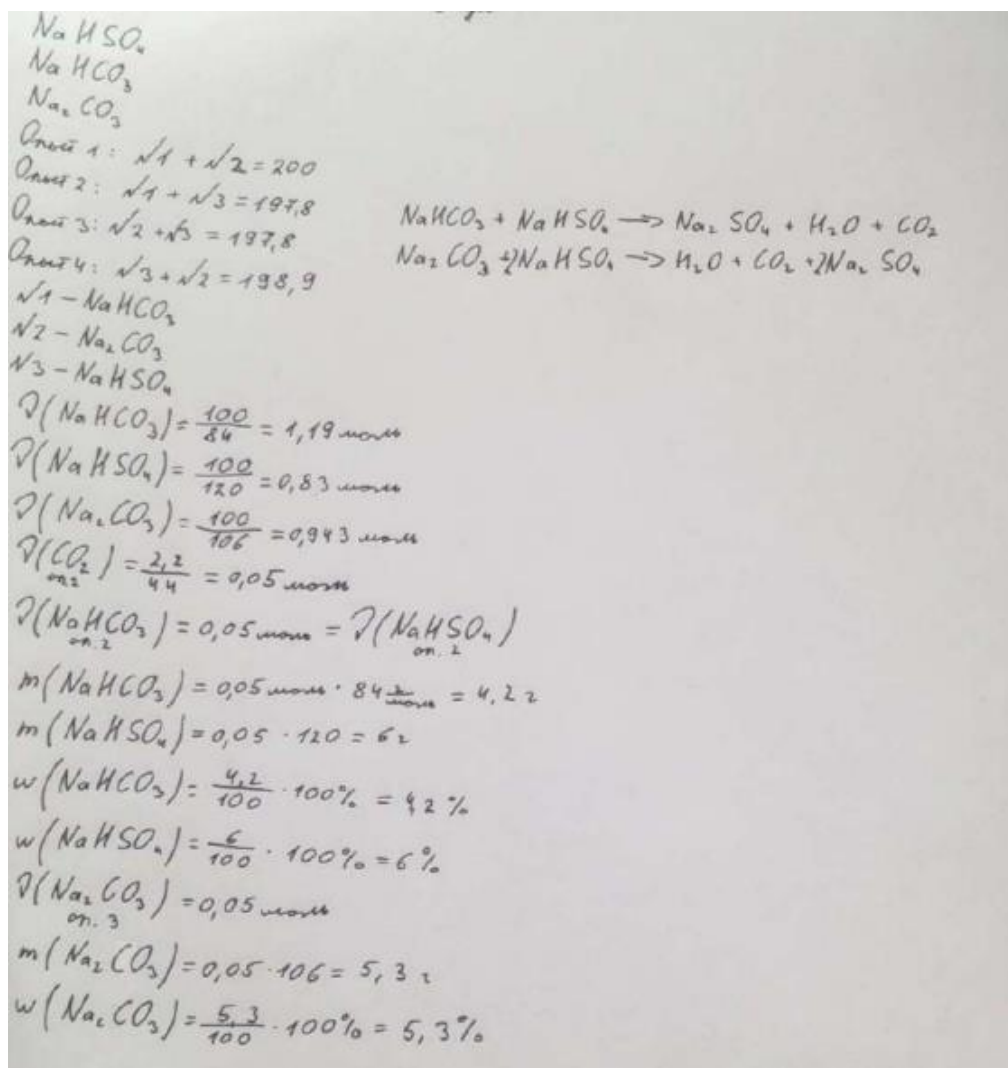 NaHSO₄
NaHCO₃
Na₂CO₃
Опыт 1: №1 + №2 = 200
Опыт 2: №1 + №3 = 197,8
Опыт 3: №2 + №3 = 197,8
Опыт 4: №3 + №2 = 198,9
NaHCO₃ + NaHSO₄ → Na₂SO₄ + H₂O + CO₂
Na₂CO₃ + 2NaHSO₄ → H₂O + CO₂ + 2Na₂SO₄
№1 – NaHCO₃
№2 – Na₂CO₃
№3 – NaHSO₄
ν(NaHCO₃) = 100/84 = 1,19 моль
ν(NaHSO₄) = 100/120 = 0,83 моль
ν(Na₂CO₃) = 100/106 = 0,943 моль
ν(CO₂) оп2 = 2,2/44 = 0,05 моль
ν(NaHCO₃) оп. 2 = 0,05 моль = ν(NaHSO₄) оп. 2
m(NaHCO₃) = 0,05 моль · 84 г/моль = 4,2 г
m(NaHSO₄) = 0,05 · 120 = 6 г
w(NaHCO₃) = 4,2/100 · 100% = 4,2%
w(NaHSO₄) = 6/100 · 100% = 6%
ν(Na₂CO₃) оп. 3 = 0,05 моль
m(Na₂CO₃) = 0,05 · 106 = 5,3 г
w(Na₂CO₃) = 5,3/100 · 100% = 5,3%